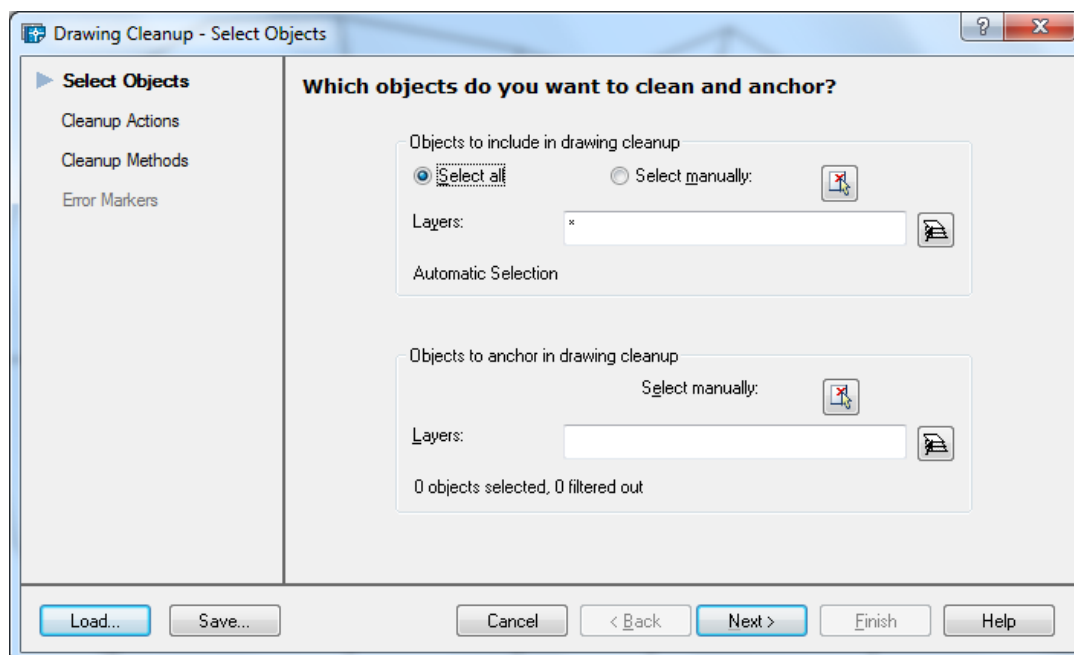 Drawing Cleanup - Select Objects
Select Objects
Cleanup Actions
Cleanup Methods
Error Markers
Which objects do you want to clean and anchor?
Objects to include in drawing cleanup
Select all Select manually:
Layers: *
Automatic Selection
Objects to anchor in drawing cleanup
Select manually:
Layers:
0 objects selected, 0 filtered out
Load... Save... Cancel < Back Next > Finish Help